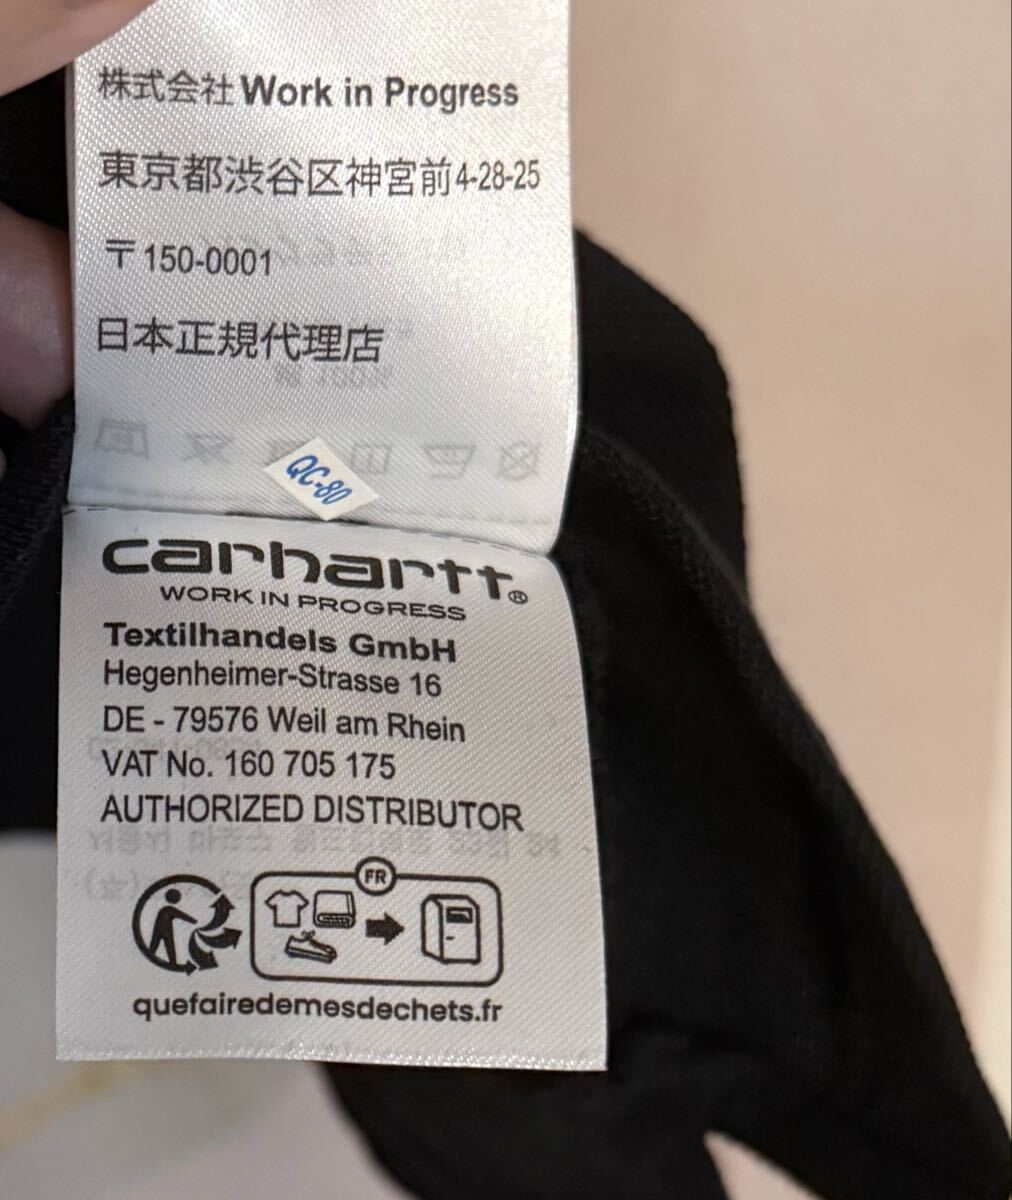 株式会社 Work in Progress
東京都渋谷区神宮前4-28-25
〒150-0001
日本正規代理店
QC-80
carhartt®
WORK IN PROGRESS
Textilhandels GmbH
Hegenheimer-Strasse 16
DE - 79576 Weil am Rhein
VAT No. 160 705 175
AUTHORIZED DISTRIBUTOR
FR
quefairedemesdechets.fr